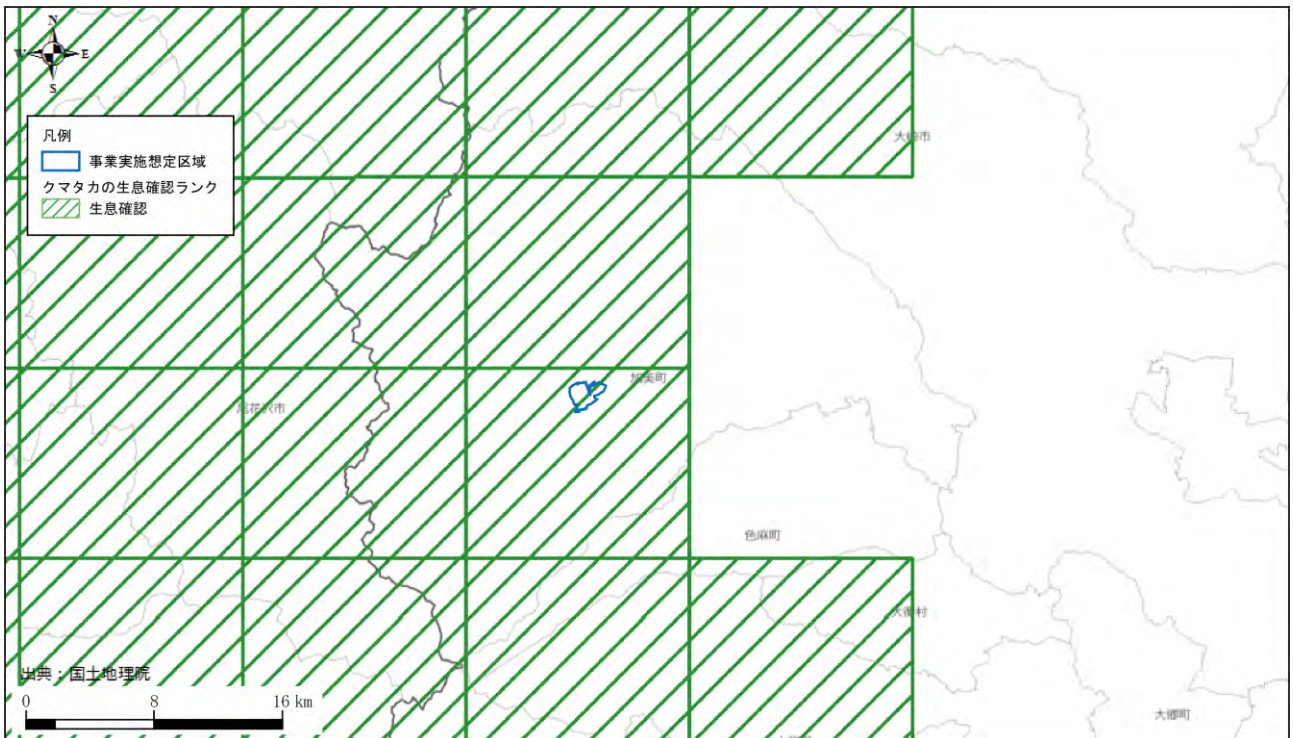 N
W
E
S
凡例
事業実施想定区域
クマタカの生息確認ランク
生息確認
大崎市
加美町
尾花沢市
色麻町
大衡村
出典：国土地理院
0
8
16 km
大郷町